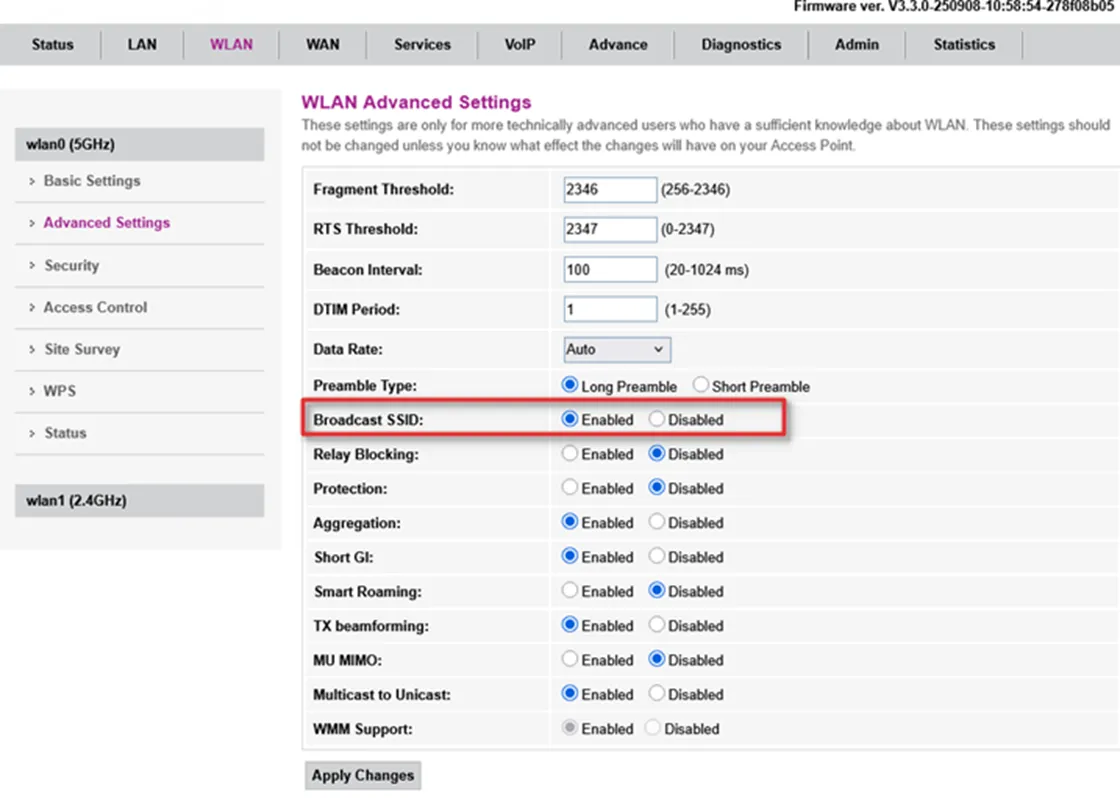 Firmware ver. V3.3.0-250908-10:58:54-278f08b05
Status LAN WLAN WAN Services VoIP Advance Diagnostics Admin Statistics
wlan0 (5GHz)
> Basic Settings
> Advanced Settings
> Security
> Access Control
> Site Survey
> WPS
> Status
wlan1 (2.4GHz)
WLAN Advanced Settings
These settings are only for more technically advanced users who have a sufficient knowledge about WLAN. These settings should
not be changed unless you know what effect the changes will have on your Access Point.
Fragment Threshold: 2346 (256-2346)
RTS Threshold: 2347 (0-2347)
Beacon Interval: 100 (20-1024 ms)
DTIM Period: 1 (1-255)
Data Rate: Auto
Preamble Type: Long Preamble Short Preamble
Broadcast SSID: Enabled Disabled
Relay Blocking: Enabled Disabled
Protection: Enabled Disabled
Aggregation: Enabled Disabled
Short GI: Enabled Disabled
Smart Roaming: Enabled Disabled
TX beamforming: Enabled Disabled
MU MIMO: Enabled Disabled
Multicast to Unicast: Enabled Disabled
WMM Support: Enabled Disabled
Apply Changes